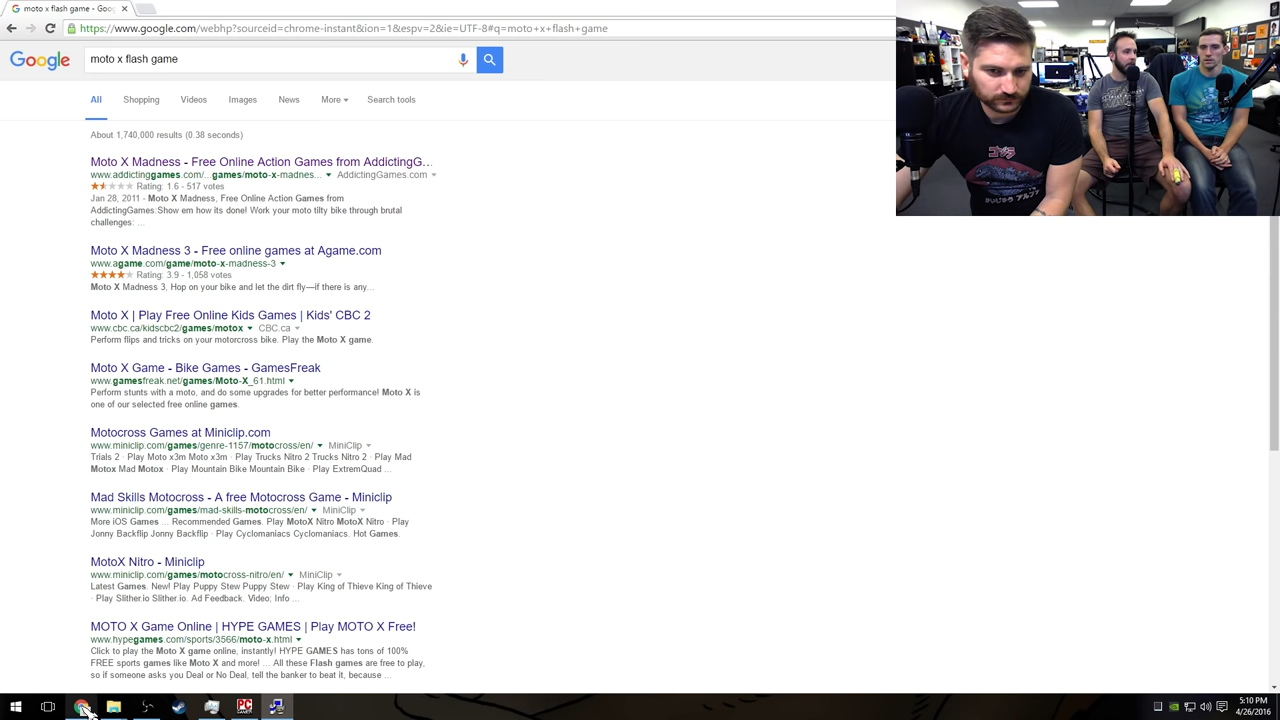 moto x flash game - Goo
https://www.google.com/webhp?sourceid=chrome-instant&ion=1&espv=2&ie=UTF-8#q=moto+x+flash+game
Google
moto x flash game
All Shopping Videos Images News More Search tools
About 1,740,000 results (0.38 seconds)
Moto X Madness - Free Online Action Games from AddictingG...
www.addictinggames.com/...games/moto-x-madnes... AddictingGames.com
Rating: 1.6 - 517 votes
Jan 28, 2011 - Moto X Madness, Free Online Action Games from
AddictingGames:Show em how its done! Work your moto tilty bike through brutal
challenges: ...
Moto X Madness 3 - Free online games at Agame.com
www.agame.com/game/moto-x-madness-3
Rating: 3.9 - 1,058 votes
Moto X Madness 3, Hop on your bike and let the dirt fly—if there is any...
Moto X | Play Free Online Kids Games | Kids' CBC 2
www.cbc.ca/kidscbc2/games/motox CBC.ca
Perform flips and tricks on your motorcross bike. Play the Moto X game.
Moto X Game - Bike Games - GamesFreak
www.gamesfreak.net/games/Moto-X_61.html
Perform stunts with a moto, and do some upgrades for better performance! Moto X is
one of our selected free online games.
Motocross Games at Miniclip.com
www.miniclip.com/games/genre-1157/motocross/en/ MiniClip
Trials 2 · Play Moto x3m Moto x3m · Play Trucks Nitro 2 Trucks Nitro 2 · Play Mad
Motox Mad Motox · Play Mountain Bike Mountain Bike · Play ExtremQuad ...
Mad Skills Motocross - A free Motocross Game - Miniclip
www.miniclip.com/games/mad-skills-motocross/en/ MiniClip
More iOS Games ... Recommended Games. Play MotoX Nitro MotoX Nitro · Play
Jonny Backflip Jonny Backflip · Play Cyclomaniacs Cyclomaniacs. Hot Games.
MotoX Nitro - Miniclip
www.miniclip.com/games/motocross-nitro/en/ MiniClip
Latest Games. New! Play Puppy Stew Puppy Stew · Play King of Thieve King of Thieve
· Play Slither.io Slither.io. Ad Feedback. Video; Info ...
MOTO X Game Online | HYPE GAMES | Play MOTO X Free!
www.hypegames.com/sports/3566/moto-x.html
Click to play the Moto X game online, instantly! HYPE GAMES has tons of 100%
FREE sports games like Moto X and more! ... All these Flash games are free to play,
so if someone asks you Deal or No Deal, tell the banker to beat it, because ...
PC
GAMER
5:10 PM
4/26/2016